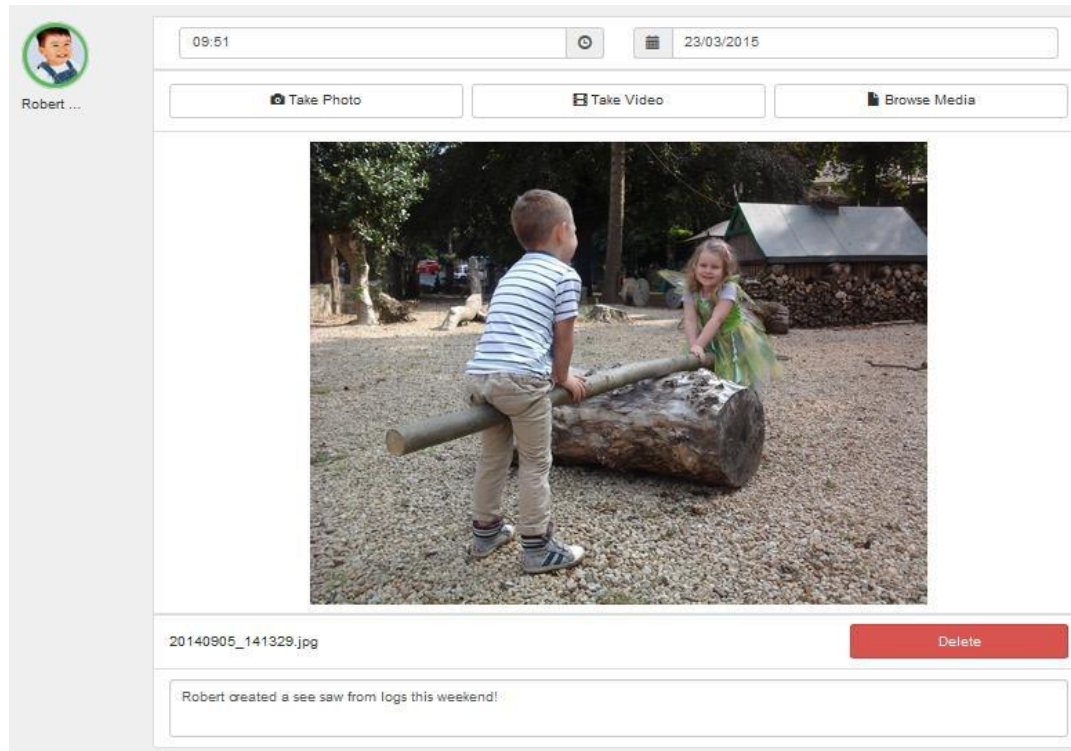 09:51
23/03/2015
Robert ...
Take Photo
Take Video
Browse Media
20140905_141329.jpg
Delete
Robert created a see saw from logs this weekend!